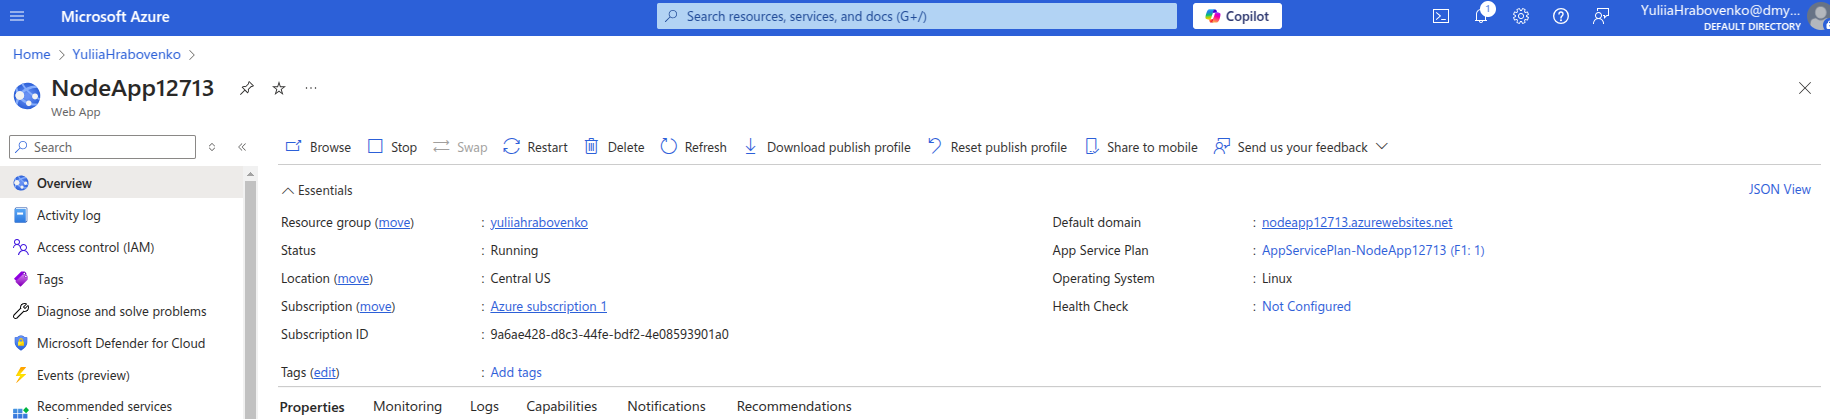 Microsoft Azure
Search resources, services, and docs (G+/)
Copilot
1
YuliiaHrabovenko@dmy...
DEFAULT DIRECTORY
Home > YuliiaHrabovenko >
NodeApp12713
Web App
Search
Browse Stop Swap Restart Delete Refresh Download publish profile Reset publish profile Share to mobile Send us your feedback
Overview
Activity log
Access control (IAM)
Tags
Diagnose and solve problems
Microsoft Defender for Cloud
Events (preview)
Recommended services
Essentials
JSON View
Resource group (move) : yuliiahrabovenko
Status : Running
Location (move) : Central US
Subscription (move) : Azure subscription 1
Subscription ID : 9a6ae428-d8c3-44fe-bdf2-4e08593901a0
Tags (edit) : Add tags
Default domain : nodeapp12713.azurewebsites.net
App Service Plan : AppServicePlan-NodeApp12713 (F1: 1)
Operating System : Linux
Health Check : Not Configured
Properties Monitoring Logs Capabilities Notifications Recommendations